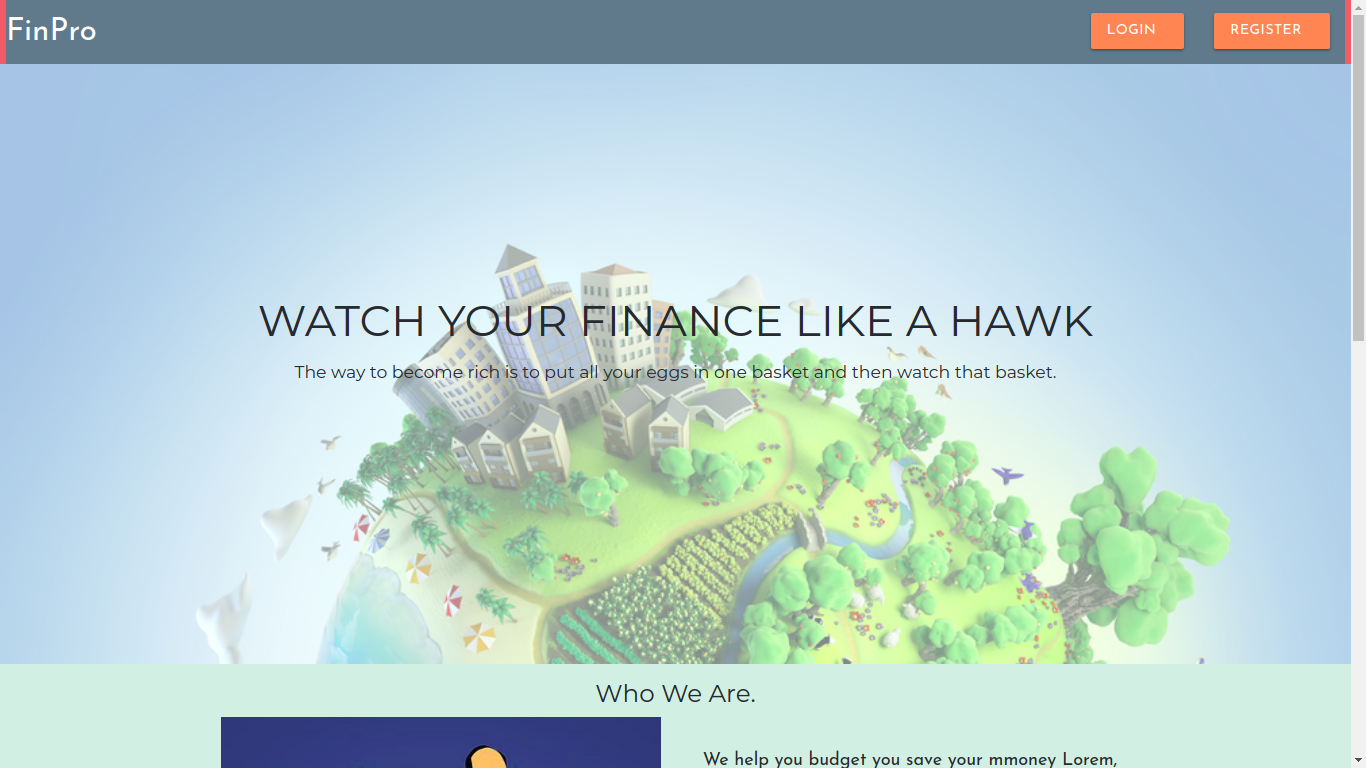 FinPro
LOGIN
REGISTER
WATCH YOUR FINANCE LIKE A HAWK
The way to become rich is to put all your eggs in one basket and then watch that basket.
Who We Are.
We help you budget you save your mmoney Lorem,